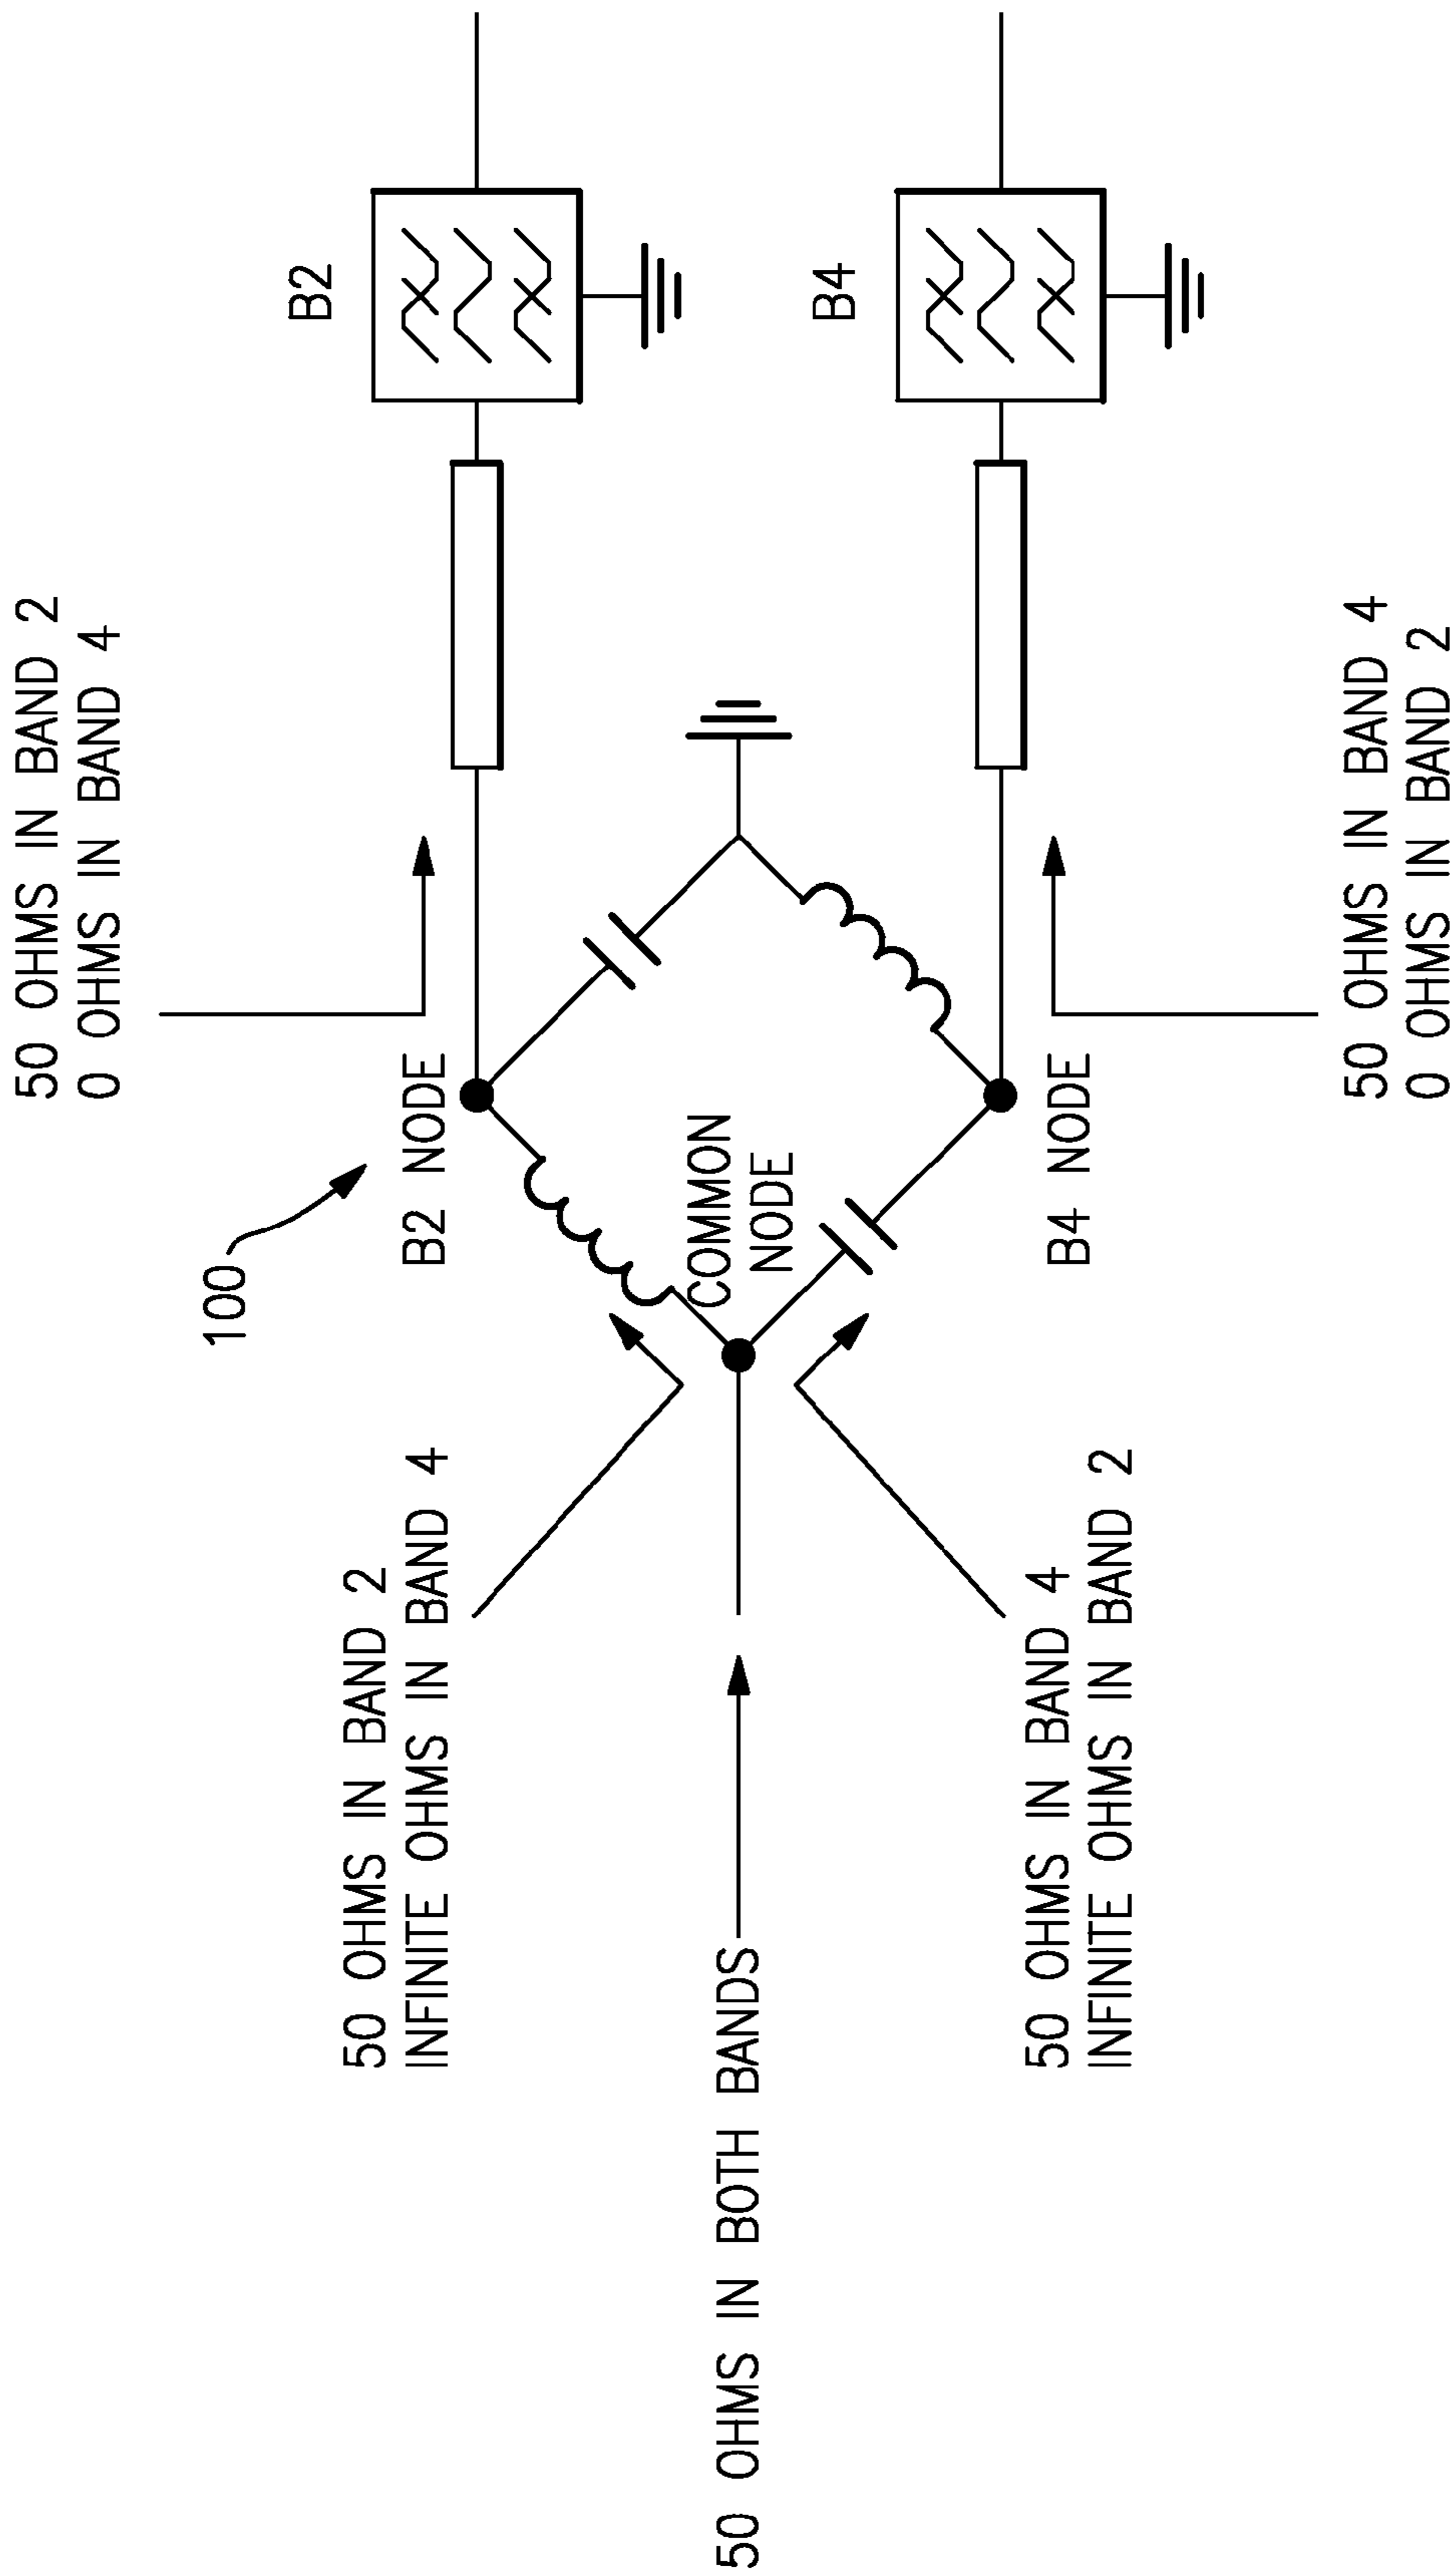 50 OHMS IN BAND 2
0 OHMS IN BAND 4
B2
100
B2 NODE
50 OHMS IN BAND 2
INFINITE OHMS IN BAND 4
COMMON
NODE
50 OHMS IN BOTH BANDS
B4
B4 NODE
50 OHMS IN BAND 4
INFINITE OHMS IN BAND 2
50 OHMS IN BAND 4
0 OHMS IN BAND 2